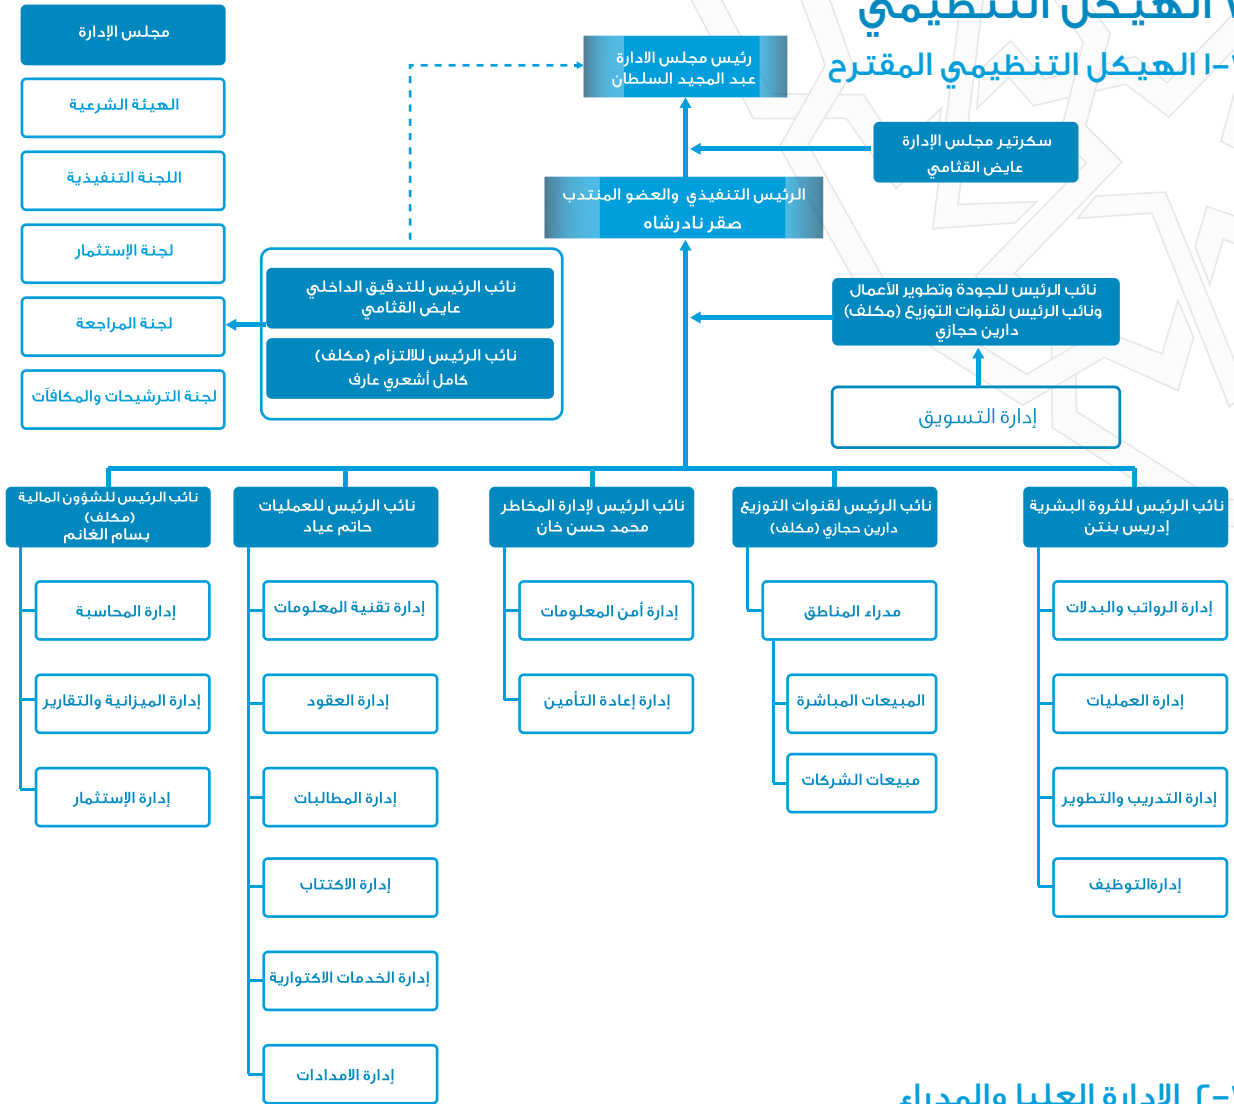 الهيكل التنظيمي
١-١ الهيكل التنظيمي المقترح
رئيس مجلس الادارة
عبد المجيد السلطان
سكرتير مجلس الإدارة
عايض القثامي
الرئيس التنفيذي والعضو المنتدب
صقر نادرشاه
مجلس الإدارة
الهيئة الشرعية
اللجنة التنفيذية
لجنة الإستثمار
لجنة المراجعة
لجنة الترشيحات والمكافآت
نائب الرئيس للتدقيق الداخلي
عايض القثامي
نائب الرئيس للالتزام (مكلف)
كامل أشعري عارف
نائب الرئيس للجودة وتطوير الأعمال
ونائب الرئيس لقنوات التوزيع (مكلف)
دارين حجازي
إدارة التسويق
نائب الرئيس للثروة البشرية
إدريس بنتن
إدارة الرواتب والبدلات
إدارة العمليات
إدارة التدريب والتطوير
إدارةالتوظيف
نائب الرئيس لقنوات التوزيع
دارين حجازي (مكلف)
مدراء المناطق
المبيعات المباشرة
مبيعات الشركات
نائب الرئيس لإدارة المخاطر
محمد حسن خان
إدارة أمن المعلومات
إدارة إعادة التأمين
نائب الرئيس للعمليات
حاتم عياد
إدارة تقنية المعلومات
إدارة العقود
إدارة المطالبات
إدارة الاكتتاب
إدارة الخدمات الاكتوارية
إدارة الامدادات
نائب الرئيس للشؤون المالية
(مكلف)
بسام الغانم
إدارة المحاسبة
إدارة الميزانية والتقارير
إدارة الإستثمار
٢- الادارة العليا والمدراء